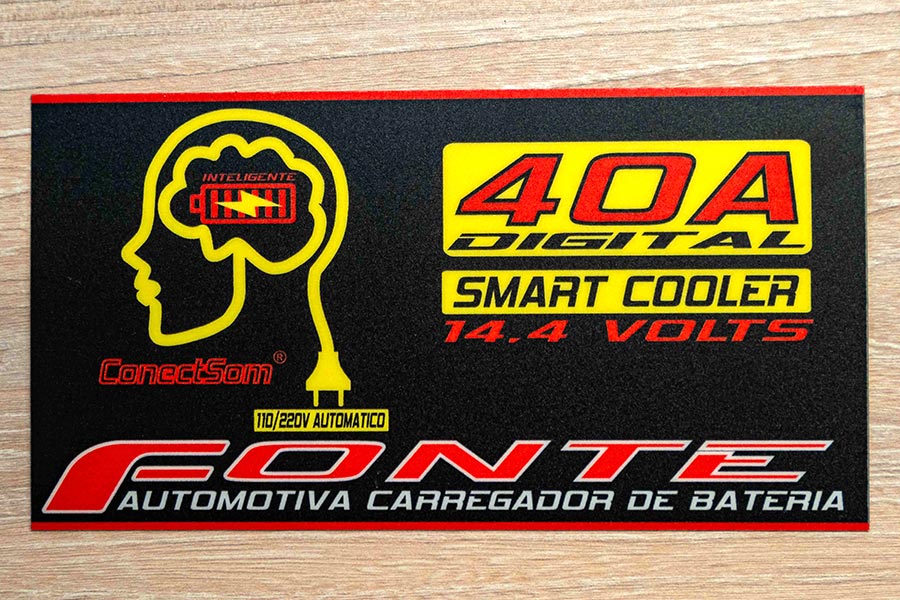 INTELIGENTE
ConectSom®
110/220V AUTOMATICO
40A
DIGITAL
SMART COOLER
14.4 VOLTS
FONTE
AUTOMOTIVA CARREGADOR DE BATERIA